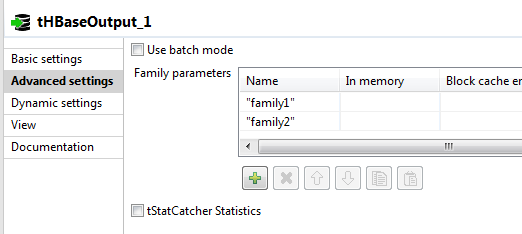 tHBaseOutput_1
Basic settings
Advanced settings
Dynamic settings
View
Documentation
Use batch mode
Family parameters
Name In memory Block cache en
"family1"
"family2"
tStatCatcher Statistics